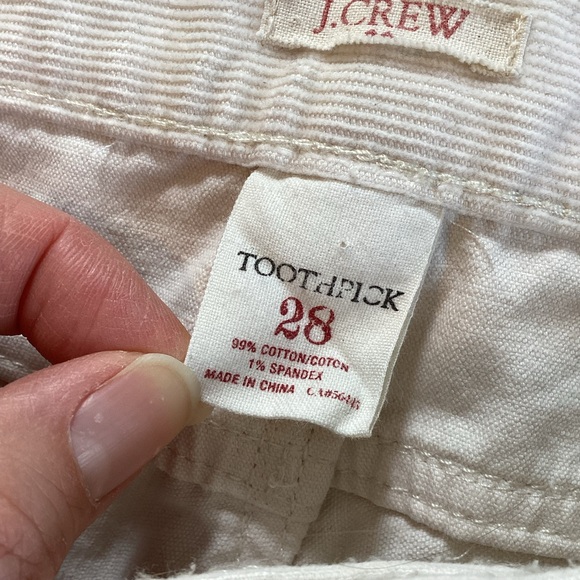 J.CREW
TOOTHPICK
28
99% COTTON/COTON
1% SPANDEX
MADE IN CHINA